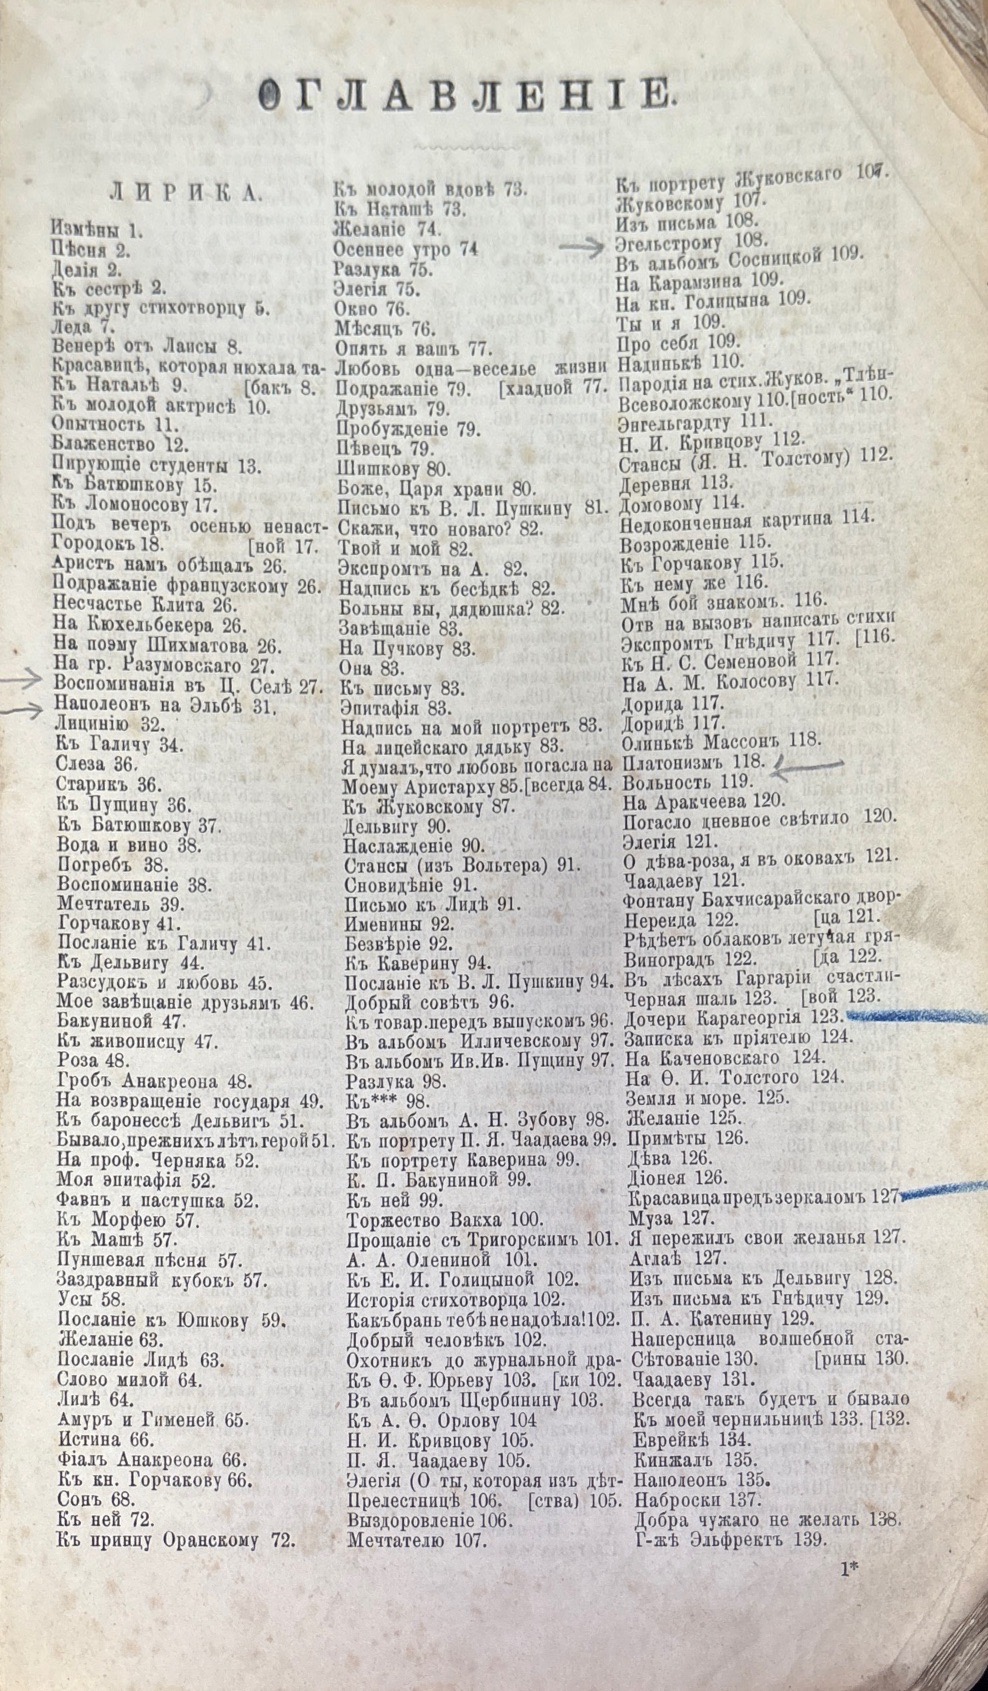 ОГЛАВЛЕНІЕ.
ЛИРИКА.
Измѣны 1.
Пѣсня 2.
Делія 2.
Къ сестрѣ 2.
Къ другу стихотворцу 5.
Леда 7.
Венерѣ отъ Лаисы 8.
Красавицѣ, которая нюхала та-
Къ Натальѣ 9. [бакъ 8.
Къ молодой актрисѣ 10.
Опытность 11.
Блаженство 12.
Пирующіе студенты 13.
Къ Батюшкову 15.
Къ Ломоносову 17.
Подъ вечеръ осенью ненаст-
Городокъ 18. [ной 17.
Аристъ намъ обѣщалъ 26.
Подражаніе французскому 26.
Несчастье Клита 26.
На Кюхельбекера 26.
На поэму Шихматова 26.
На гр. Разумовскаго 27.
Воспоминанія въ Ц. Селѣ 27.
Наполеонъ на Эльбѣ 31.
Лицинію 32.
Къ Галичу 34.
Слеза 36.
Старикъ 36.
Къ Пущину 36.
Къ Батюшкову 37.
Вода и вино 38.
Погребъ 38.
Воспоминаніе 38.
Мечтатель 39.
Горчакову 41.
Посланіе къ Галичу 41.
Къ Дельвигу 44.
Разсудокъ и любовь 45.
Мое завѣщаніе друзьямъ 46.
Бакуниной 47.
Къ живописцу 47.
Роза 48.
Гробъ Анакреона 48.
На возвращеніе государя 49.
Къ баронессѣ Дельвигъ 51.
Бывало, прежнихъ лѣтъ герой 51.
На проф. Черняка 52.
Моя эпитафія 52.
Фавнъ и пастушка 52.
Къ Морфею 57.
Къ Машѣ 57.
Пуншевая пѣсня 57.
Заздравный кубокъ 57.
Усы 58.
Посланіе къ Юшкову 59.
Желаніе 63.
Посланіе Лидѣ 63.
Слово милой 64.
Лилѣ 64.
Амуръ и Гименей 65.
Истина 66.
Фіалъ Анакреона 66.
Къ кн. Горчакову 66.
Сонъ 68.
Къ ней 72.
Къ принцу Оранскому 72.
Къ молодой вдовѣ 73.
Къ Наташѣ 73.
Желаніе 74.
Осеннее утро 74
Разлука 75.
Элегія 75.
Окно 76.
Мѣсяцъ 76.
Опять я вашъ 77.
Любовь одна—веселье жизни
Подражаніе 79. [хладной 77.
Друзьямъ 79.
Пробужденіе 79.
Пѣвецъ 79.
Шишкову 80.
Боже, Царя храни 80.
Письмо къ В. Л. Пушкину 81.
Скажи, что новаго? 82.
Твой и мой 82.
Экспромтъ на А. 82.
Надпись къ бесѣдкѣ 82.
Больны вы, дядюшка? 82.
Завѣщаніе 83.
На Пучкову 83.
Она 83.
Къ письму 83.
Эпитафія 83.
Надпись на мой портретъ 83.
На лицейскаго дядьку 83.
Я думалъ, что любовь погасла на
Моему Аристарху 85. [всегда 84.
Къ Жуковскому 87.
Дельвигу 90.
Наслажденіе 90.
Стансы (изъ Вольтера) 91.
Сновидѣніе 91.
Письмо къ Лидѣ 91.
Именины 92.
Безвѣріе 92.
Къ Каверину 94.
Посланіе къ В. Л. Пушкину 94.
Добрый совѣтъ 96.
Къ товар. передъ выпускомъ 96.
Въ альбомъ Илличевскому 97.
Въ альбомъ Ив. Ив. Пущину 97.
Разлука 98.
Къ*** 98.
Въ альбомъ А. Н. Зубову 98.
Къ портрету П. Я. Чаадаева 99.
Къ портрету Каверина 99.
К. П. Бакуниной 99.
Къ ней 99.
Торжество Вакха 100.
Прощаніе съ Тригорскимъ 101.
А. А. Олениной 101.
Къ Е. И. Голицыной 102.
Исторія стихотворца 102.
Какъ брань тебѣ не надоѣла! 102.
Добрый человѣкъ 102.
Охотникъ до журнальной дра-
Къ Ѳ. Ф. Юрьеву 103. [ки 102.
Въ альбомъ Щербинину 103.
Къ А. Ѳ. Орлову 104
Н. И. Кривцову 105.
П. Я. Чаадаеву 105.
Элегія (О ты, которая изъ дѣт-
Прелестницѣ 106. [ства) 105.
Выздоровленіе 106.
Мечтателю 107.
Къ портрету Жуковскаго 107.
Жуковскому 107.
Изъ письма 108.
Эгельстрому 108.
Въ альбомъ Сосницкой 109.
На Карамзина 109.
На кн. Голицына 109.
Ты и я 109.
Про себя 109.
Надинькѣ 110.
Пародія на стих. Жуков. „Тлѣн-
Всеволожскому 110. [ность“ 110.
Энгельгардту 111.
Н. И. Кривцову 112.
Стансы (Я. Н. Толстому) 112.
Деревня 113.
Домовому 114.
Недоконченная картина 114.
Возрожденіе 115.
Къ Горчакову 115.
Къ нему же 116.
Мнѣ бой знакомъ. 116.
Отв на вызовъ написать стихи
Экспромтъ Гнѣдичу 117. [116.
Къ Н. С. Семеновой 117.
На А. М. Колосову 117.
Дорида 117.
Доридѣ 117.
Олинькѣ Массонъ 118.
Платонизмъ 118.
Вольность 119.
На Аракчеева 120.
Погасло дневное свѣтило 120.
Элегія 121.
О дѣва-роза, я въ оковахъ 121.
Чаадаеву 121.
Фонтану Бахчисарайскаго двор-
Нереида 122. [ца 121.
Рѣдѣетъ облаковъ летучая гря-
Виноградъ 122. [да 122.
Въ лѣсахъ Гаргаріи счастли-
Черная шаль 123. [вой 123.
Дочери Карагеоргія 123.
Записка къ пріятелю 124.
На Каченовскаго 124.
На Ѳ. И. Толстого 124.
Земля и море. 125.
Желаніе 125.
Примѣты 126.
Дѣва 126.
Діонея 126.
Красавица предъ зеркаломъ 127.
Муза 127.
Я пережилъ свои желанья 127.
Аглаѣ 127.
Изъ письма къ Дельвигу 128.
Изъ письма къ Гнѣдичу 129.
П. А. Катенину 129.
Наперсница волшебной ста-
Сѣтованіе 130. [рины 130.
Чаадаеву 131.
Всегда такъ будетъ и бывало
Къ моей чернильницѣ 133. [132.
Еврейкѣ 134.
Кинжалъ 135.
Наполеонъ 135.
Наброски 137.
Добра чужаго не желать 138.
Г-жѣ Эльфректъ 139.
1*